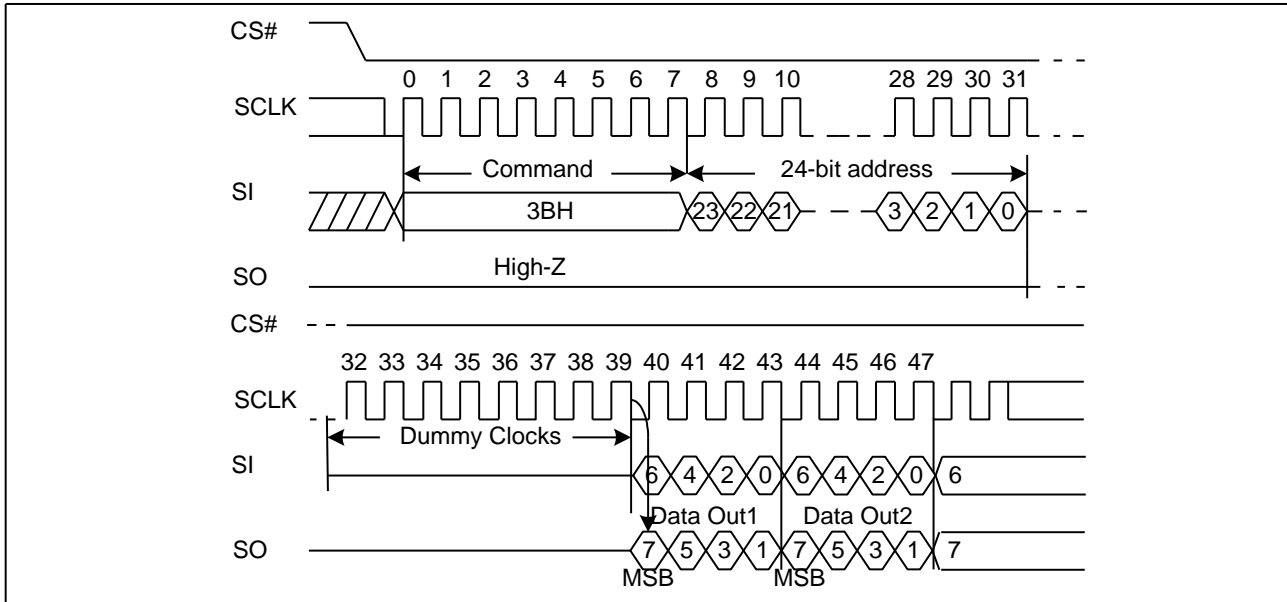 CS#
0 1 2 3 4 5 6 7 8 9 10 28 29 30 31
SCLK
Command 24-bit address
SI
3BH 23 22 21 3 2 1 0
High-Z
SO
CS#
32 33 34 35 36 37 38 39 40 41 42 43 44 45 46 47
SCLK
Dummy Clocks
SI
6 4 2 0 6 4 2 0 6
Data Out1 Data Out2
SO
7 5 3 1 7 5 3 1 7
MSB MSB